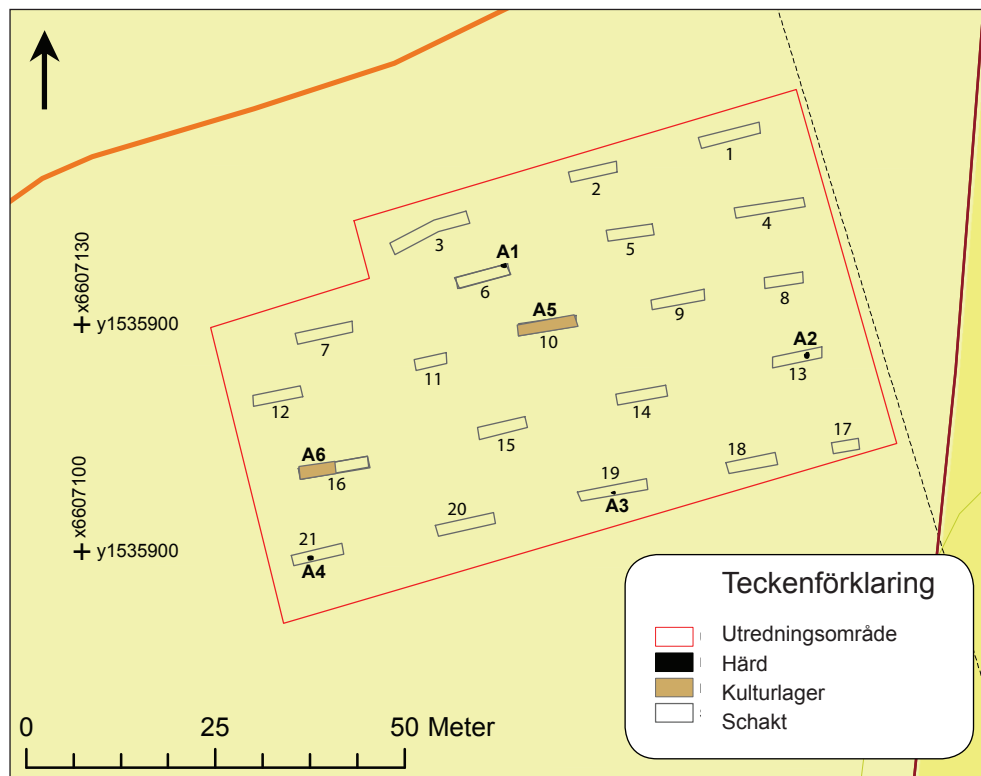 1
2
4
3
5
A1
6
8
A5
9
10
x6607130
y1535900
7
A2
11
13
12
14
15
17
A6
18
16
19
A3
20
x6607100
y1535900
21
A4
Teckenförklaring
Utredningsområde
Härd
Kulturlager
Schakt
0 25 50 Meter